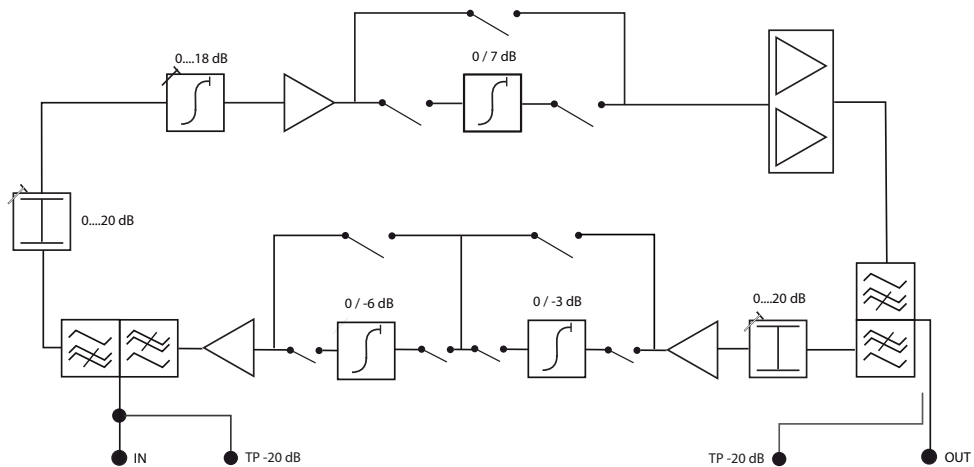 0....18 dB
0 / 7 dB
0....20 dB
0 / -6 dB
0 / -3 dB
0....20 dB
IN
TP -20 dB
TP -20 dB
OUT